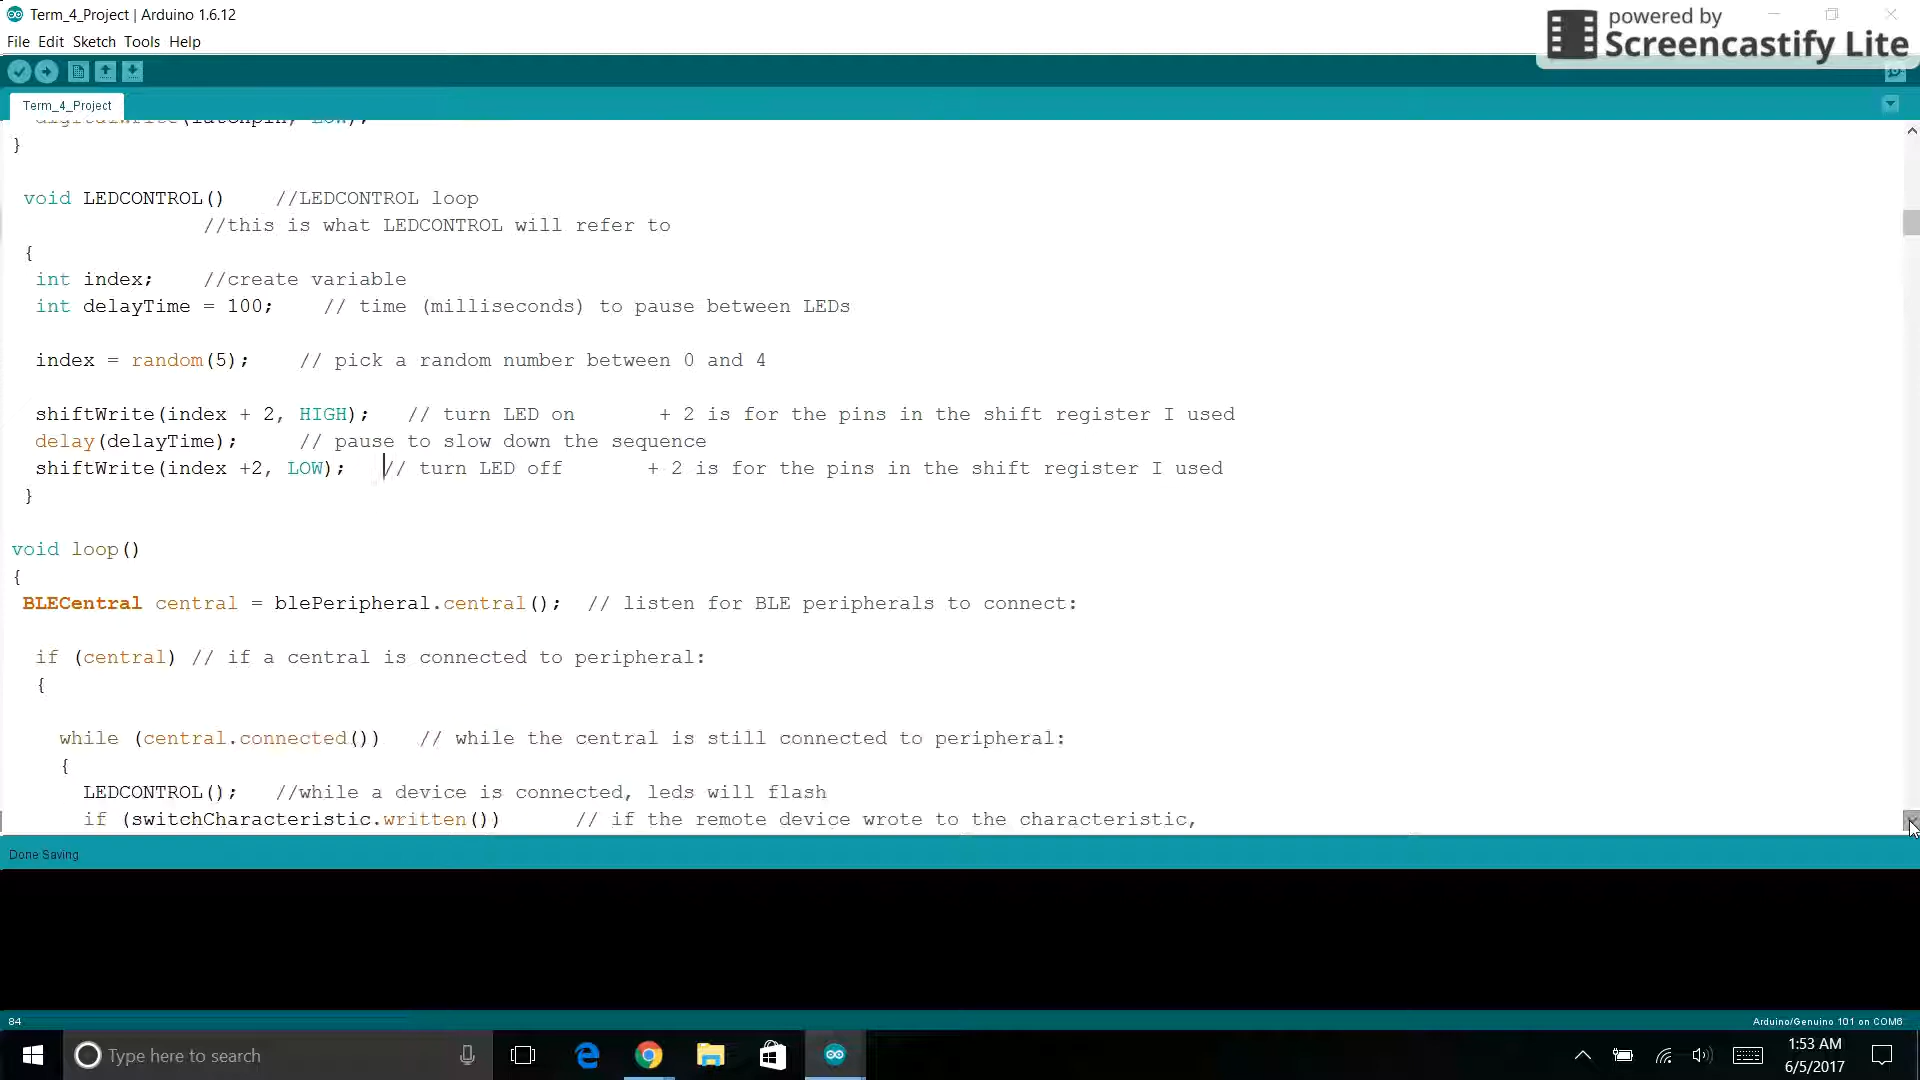 Term_4_Project | Arduino 1.6.12
powered by
Screencastify Lite
File Edit Sketch Tools Help
Term_4_Project
digitalWrite(latchpin, LOW);
}
void LEDCONTROL() //LEDCONTROL loop
//this is what LEDCONTROL will refer to
{
int index; //create variable
int delayTime = 100; // time (milliseconds) to pause between LEDs
index = random(5); // pick a random number between 0 and 4
shiftWrite(index + 2, HIGH); // turn LED on + 2 is for the pins in the shift register I used
delay(delayTime); // pause to slow down the sequence
shiftWrite(index +2, LOW); // turn LED off + 2 is for the pins in the shift register I used
}
void loop()
{
BLECentral central = blePeripheral.central(); // listen for BLE peripherals to connect:
if (central) // if a central is connected to peripheral:
{
while (central.connected()) // while the central is still connected to peripheral:
{
LEDCONTROL(); //while a device is connected, leds will flash
if (switchCharacteristic.written()) // if the remote device wrote to the characteristic,
Done Saving
84
Arduino/Genuino 101 on COM6
Type here to search
1:53 AM
6/5/2017